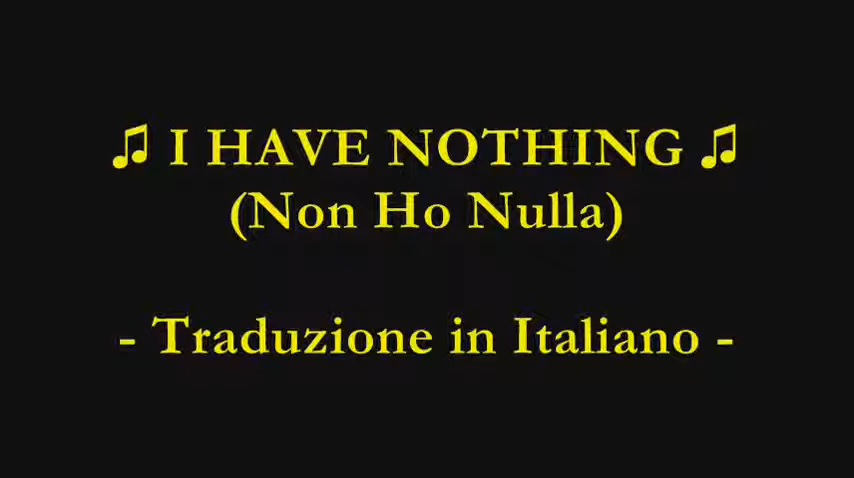 ♫ I HAVE NOTHING ♫
(Non Ho Nulla)
- Traduzione in Italiano -